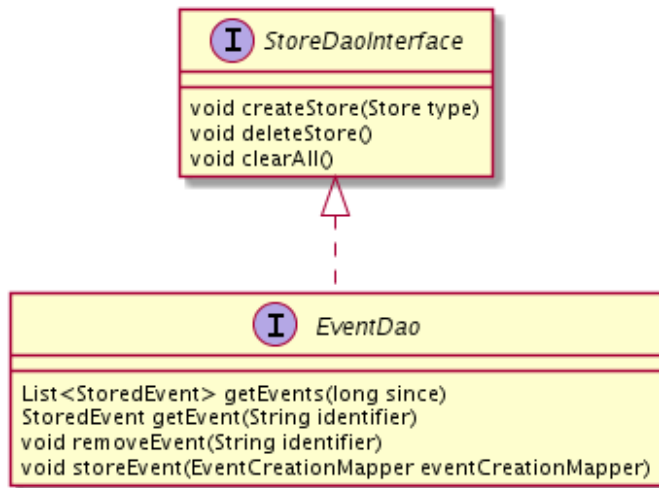 I StoreDaoInterface
void createStore(Store type)
void deleteStore()
void clearAll()
I EventDao
List<StoredEvent> getEvents(long since)
StoredEvent getEvent(String identifier)
void removeEvent(String identifier)
void storeEvent(EventCreationMapper eventCreationMapper)